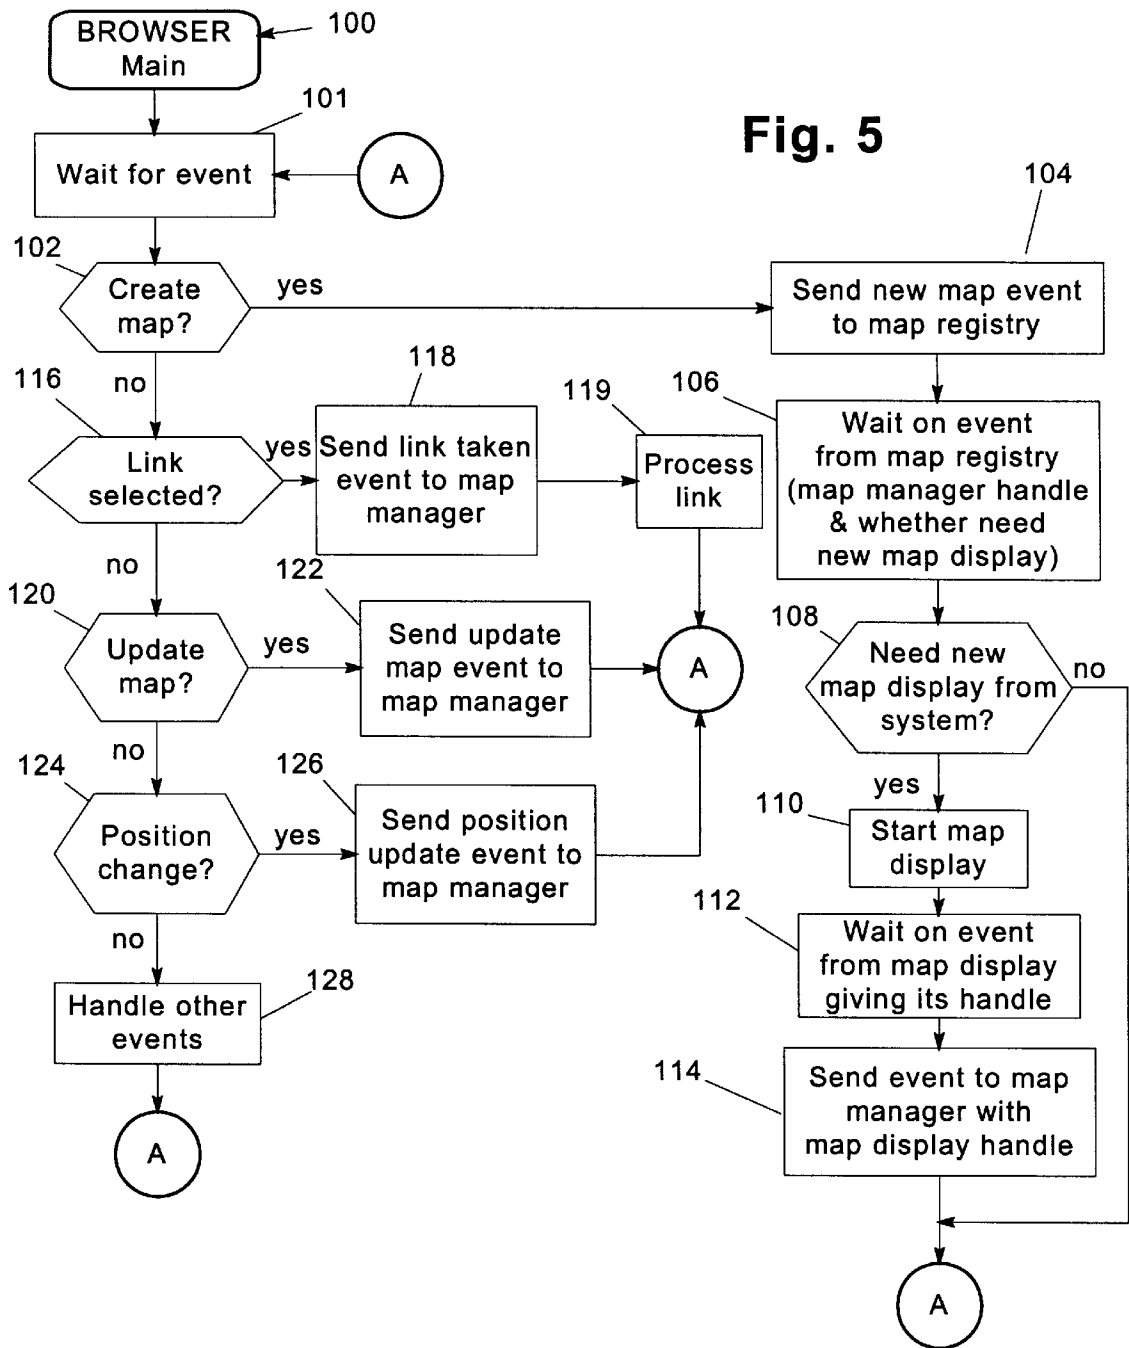 BROWSER
Main
100
101
Wait for event
A
Fig. 5
102
Create
map?
yes
no
104
Send new map event
to map registry
116
Link
selected?
yes
no
118
Send link taken
event to map
manager
119
Process
link
106
Wait on event
from map registry
(map manager handle
& whether need
new map display)
120
Update
map?
yes
no
122
Send update
map event to
map manager
A
108
Need new
map display from
system?
no
yes
124
Position
change?
yes
no
126
Send position
update event to
map manager
110
Start map
display
112
Wait on event
from map display
giving its handle
128
Handle other
events
A
114
Send event to map
manager with
map display handle
A